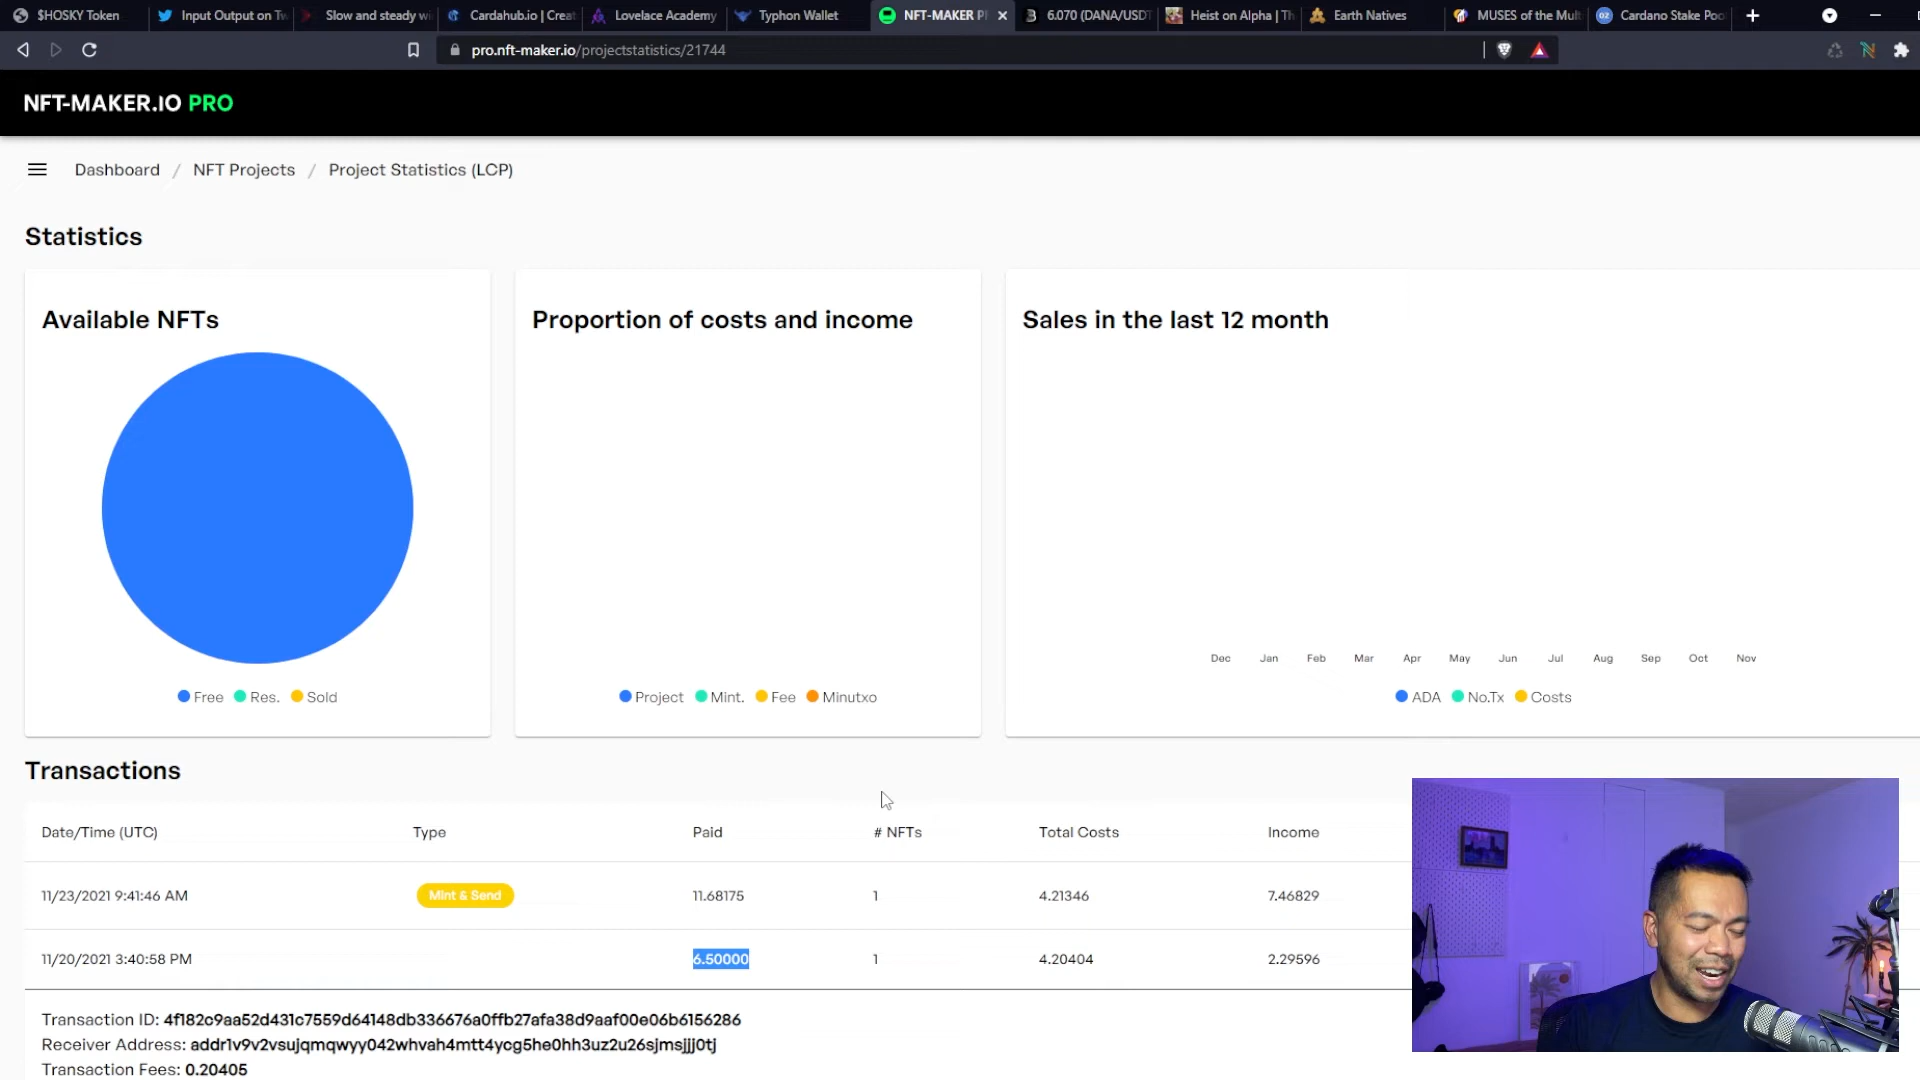 $HOSKY Token
Input Output on Tw
Slow and steady wi
Cardahub.io | Creat
Lovelace Academy
Typhon Wallet
NFT-MAKER P
6.070 (DANA/USDT
Heist on Alpha | Th
Earth Natives
MUSES of the Mult
Cardano Stake Poo
pro.nft-maker.io/projectstatistics/21744
NFT-MAKER.IO PRO
Dashboard / NFT Projects / Project Statistics (LCP)
Statistics
Available NFTs
Free Res. Sold
Proportion of costs and income
Project Mint. Fee Minutxo
Sales in the last 12 month
Dec Jan Feb Mar Apr May Jun Jul Aug Sep Oct Nov
ADA No.Tx Costs
Transactions
Date/Time (UTC) Type Paid # NFTs Total Costs Income
11/23/2021 9:41:46 AM Mint & Send 11.68175 1 4.21346 7.46829
11/20/2021 3:40:58 PM 6.50000 1 4.20404 2.29596
Transaction ID: 4f182c9aa52d431c7559d64148db336676a0ffb27afa38d9aaf00e06b6156286
Receiver Address: addr1v9v2vsujqmqwyy042whvah4mtt4ycg5he0hh3uz2u26sjmsjjj0tj
Transaction Fees: 0.20405